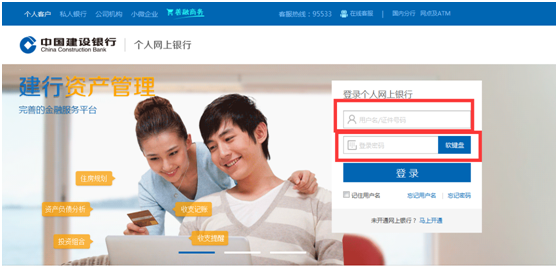 个人客户 私人银行 公司机构 小微企业 善融商务 客服热线：95533 在线客服 国内分行 网点及ATM
中国建设银行 个人网上银行
China Construction Bank
建行资产管理
完善的金融服务平台
登录个人网上银行
用户名/证件号码
登录密码 软键盘
登 录
记住用户名 忘记用户名 忘记密码
未开通网上银行？ 马上开通
住房规划
资产负债分析
收支记账
投资组合
收支提醒